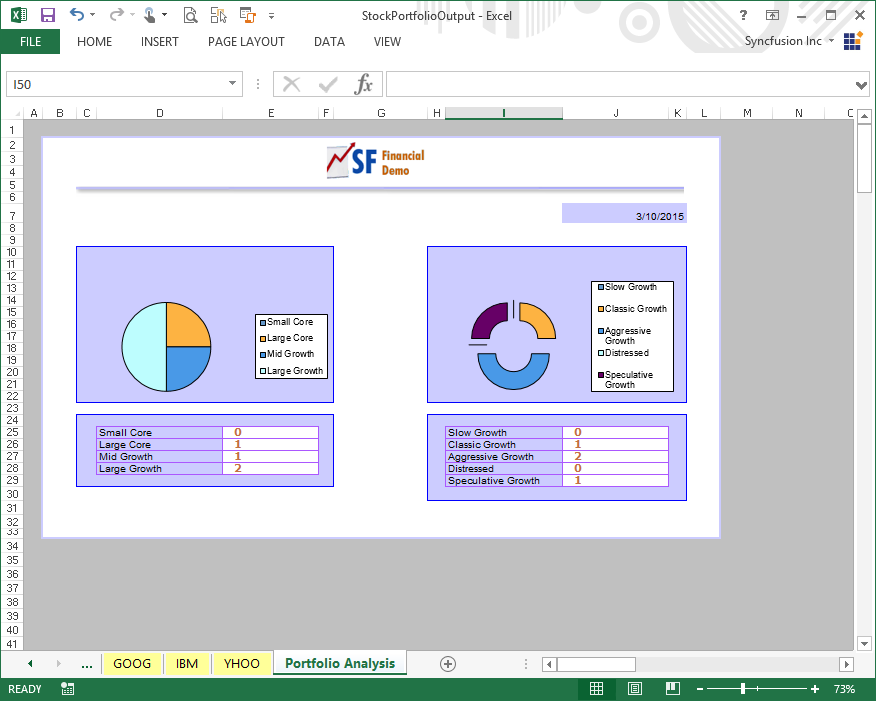 StockPortfolioOutput - Excel
?
FILE HOME INSERT PAGE LAYOUT DATA VIEW Syncfusion Inc
I50 fx
A B C D E F G H I J K L M N
1
2
3
4
5
6
7
8
9
10
11
12
13
14
15
16
17
18
19
20
21
22
23
24
25
26
27
28
29
30
31
32
33
34
35
36
37
38
39
40
41
SF Financial
Demo
3/10/2015
Small Core
Large Core
Mid Growth
Large Growth
Slow Growth
Classic Growth
Aggressive
Growth
Distressed
Speculative
Growth
Small Core 0
Large Core 1
Mid Growth 1
Large Growth 2
Slow Growth 0
Classic Growth 1
Aggressive Growth 2
Distressed 0
Speculative Growth 1
... GOOG IBM YHOO Portfolio Analysis
READY 73%